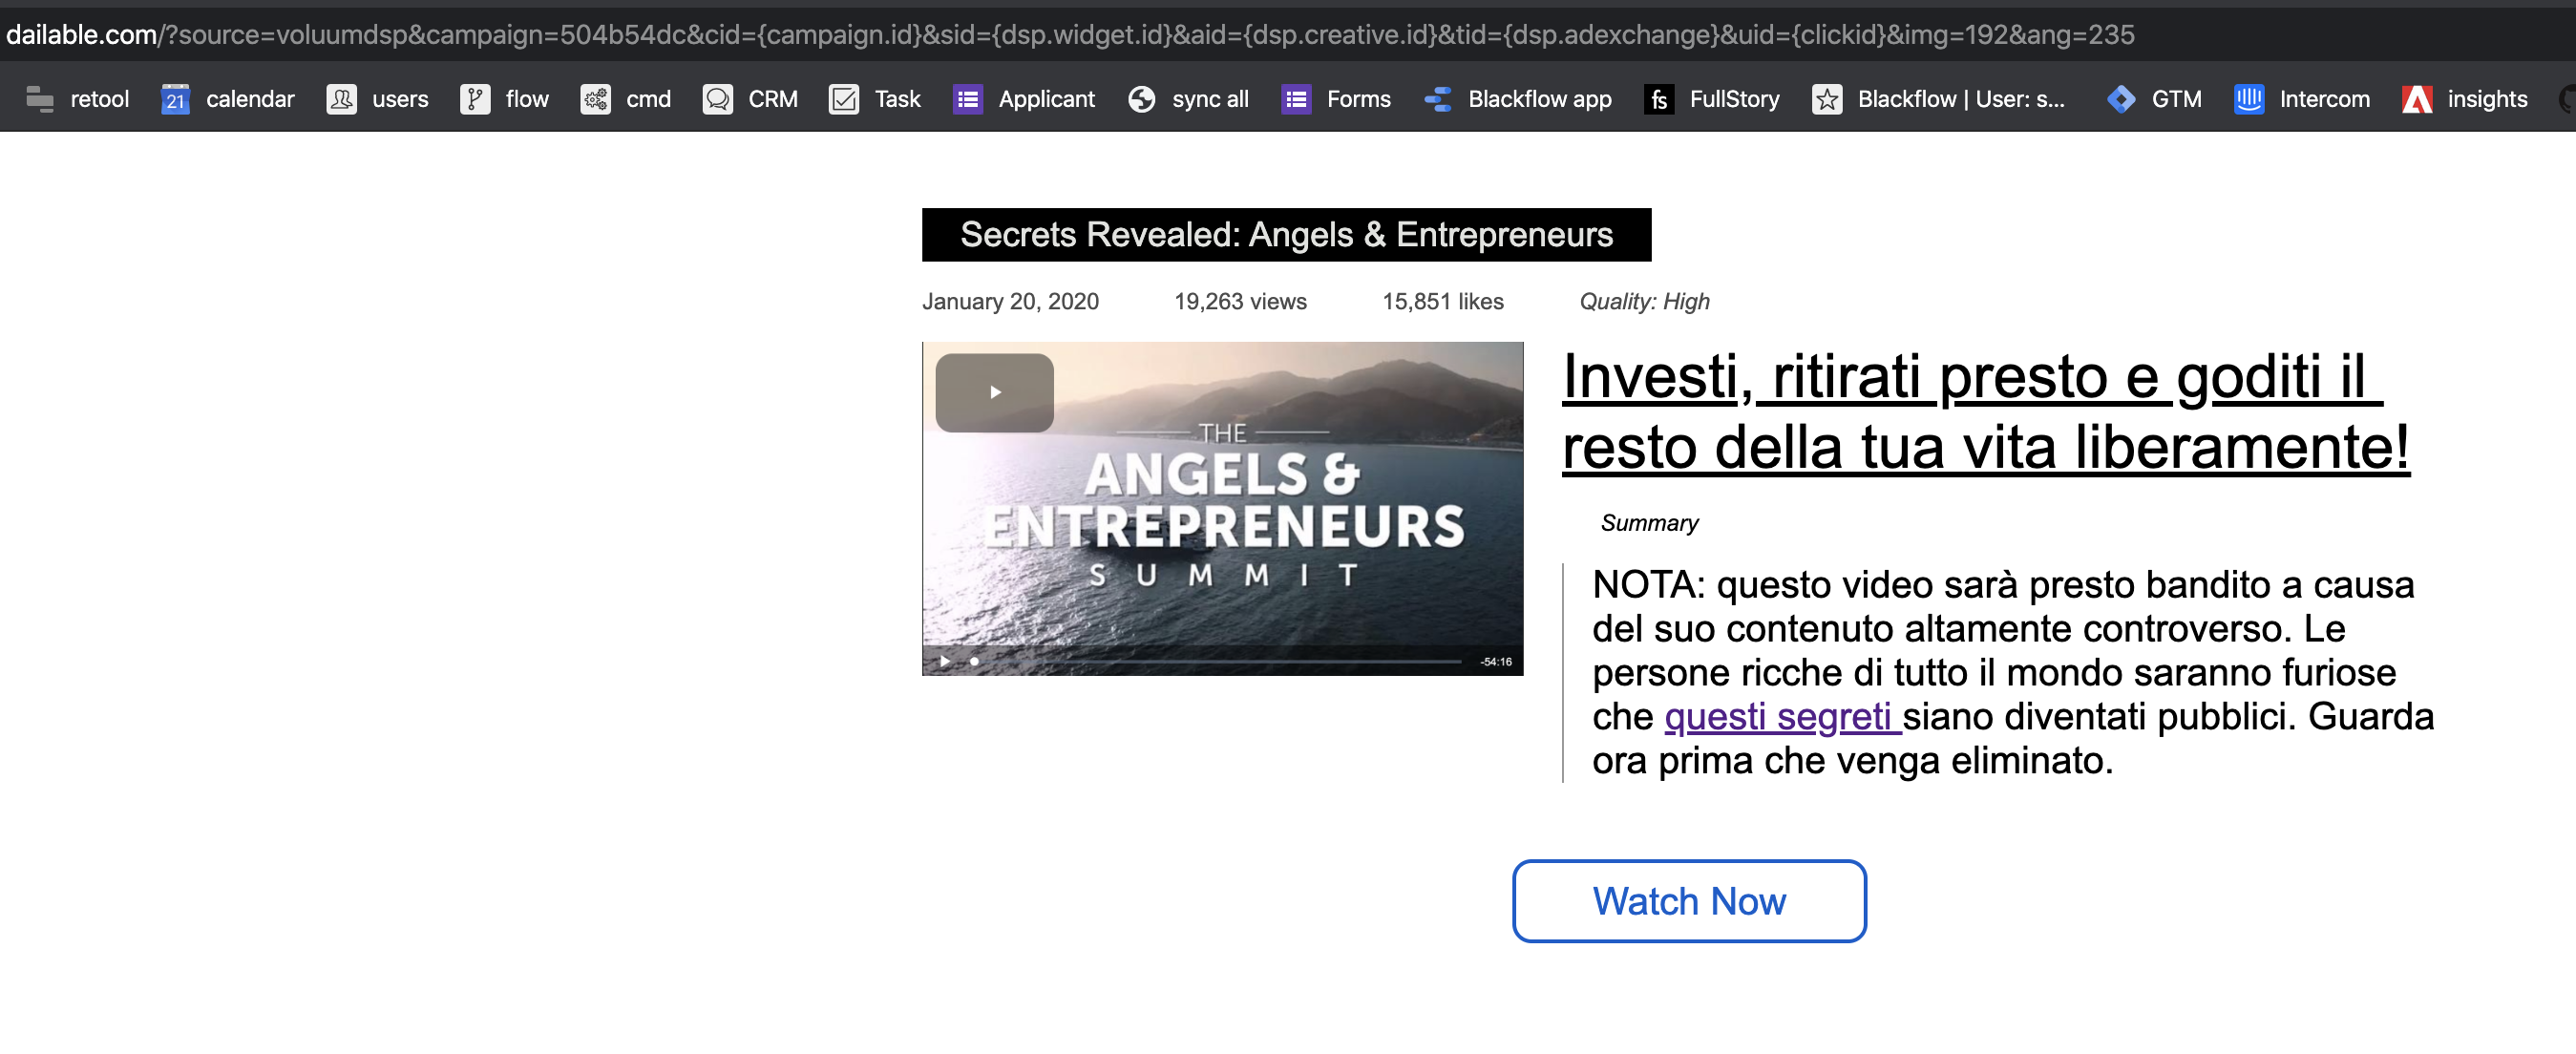 dailable.com/?source=voluumdsp&campaign=504b54dc&cid={campaign.id}&sid={dsp.widget.id}&aid={dsp.creative.id}&tid={dsp.adexchange}&uid={clickid}&img=192&ang=235
retool 21 calendar users flow cmd CRM Task Applicant sync all Forms Blackflow app fs FullStory Blackflow | User: s... GTM Intercom insights
Secrets Revealed: Angels & Entrepreneurs
January 20, 2020 19,263 views 15,851 likes Quality: High
THE
ANGELS &
ENTREPRENEURS
SUMMIT
-54:16
Investi, ritirati presto e goditi il
resto della tua vita liberamente!
Summary
NOTA: questo video sarà presto bandito a causa
del suo contenuto altamente controverso. Le
persone ricche di tutto il mondo saranno furiose
che questi segreti siano diventati pubblici. Guarda
ora prima che venga eliminato.
Watch Now